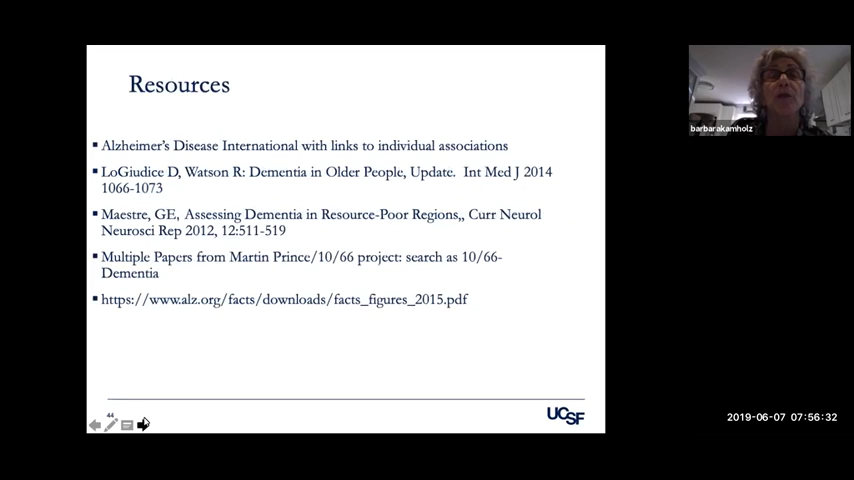 Resources
▪ Alzheimer's Disease International with links to individual associations
▪ LoGiudice D, Watson R: Dementia in Older People, Update. Int Med J 2014
1066-1073
▪ Maestre, GE, Assessing Dementia in Resource-Poor Regions,, Curr Neurol
Neurosci Rep 2012, 12:511-519
▪ Multiple Papers from Martin Prince/10/66 project: search as 10/66-
Dementia
▪ https://www.alz.org/facts/downloads/facts_figures_2015.pdf
44
UCSF
barbarakamholz
2019-06-07 07:56:32